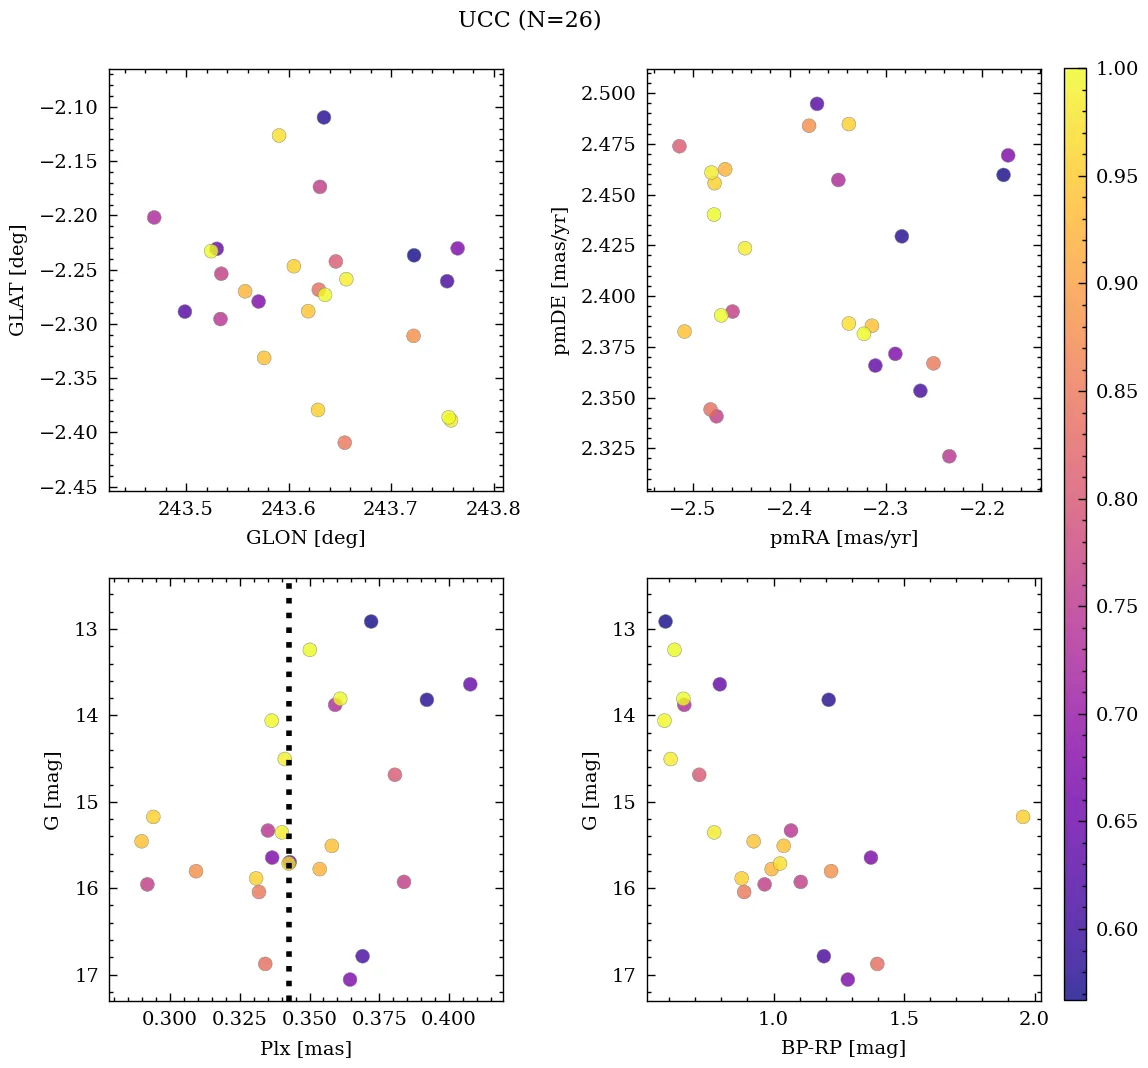 UCC (N=26)
−2.10
−2.15
−2.20
−2.25
−2.30
−2.35
−2.40
−2.45
GLAT [deg]
243.5 243.6 243.7 243.8
GLON [deg]
2.500
2.475
2.450
2.425
2.400
2.375
2.350
2.325
pmDE [mas/yr]
−2.5 −2.4 −2.3 −2.2
pmRA [mas/yr]
13
14
15
16
17
G [mag]
0.300 0.325 0.350 0.375 0.400
Plx [mas]
13
14
15
16
17
G [mag]
1.0 1.5 2.0
BP-RP [mag]
1.00
0.95
0.90
0.85
0.80
0.75
0.70
0.65
0.60